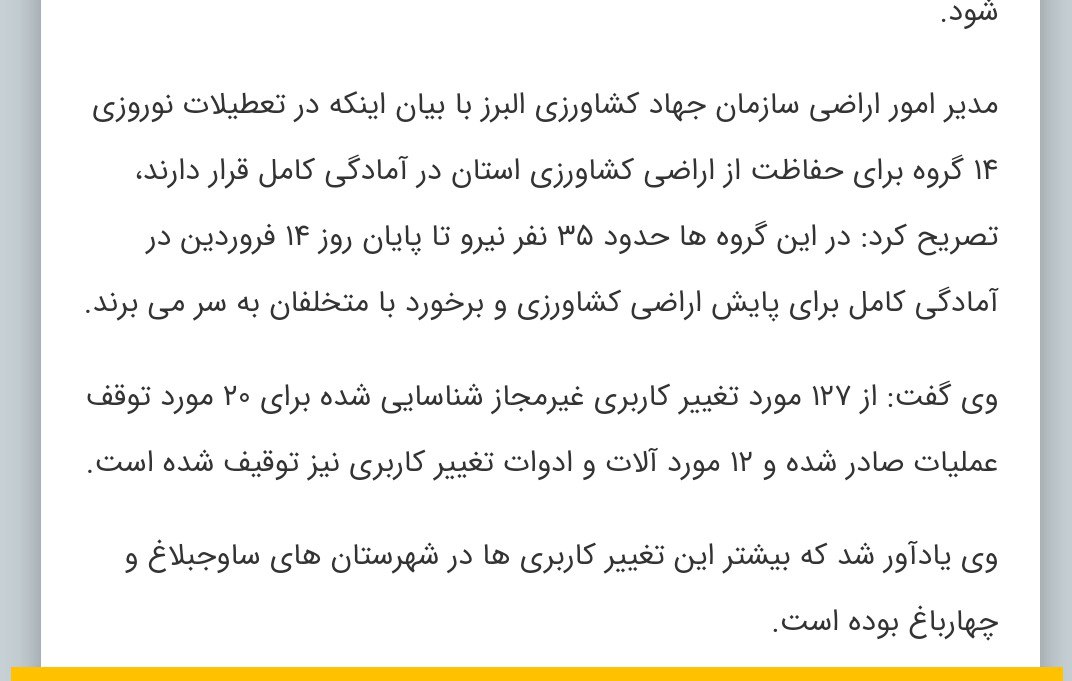 شود.
مدیر امور اراضی سازمان جهاد کشاورزی البرز با بیان اینکه در تعطیلات نوروزی
۱۴ گروه برای حفاظت از اراضی کشاورزی استان در آمادگی کامل قرار دارند،
تصریح کرد: در این گروه ها حدود ۳۵ نفر نیرو تا پایان روز ۱۴ فروردین در
آمادگی کامل برای پایش اراضی کشاورزی و برخورد با متخلفان به سر می برند.
وی گفت: از ۱۲۷ مورد تغییر کاربری غیرمجاز شناسایی شده برای ۲۰ مورد توقف
عملیات صادر شده و ۱۲ مورد آلات و ادوات تغییر کاربری نیز توقیف شده است.
وی یادآور شد که بیشتر این تغییر کاربری ها در شهرستان های ساوجبلاغ و
چهارباغ بوده است.